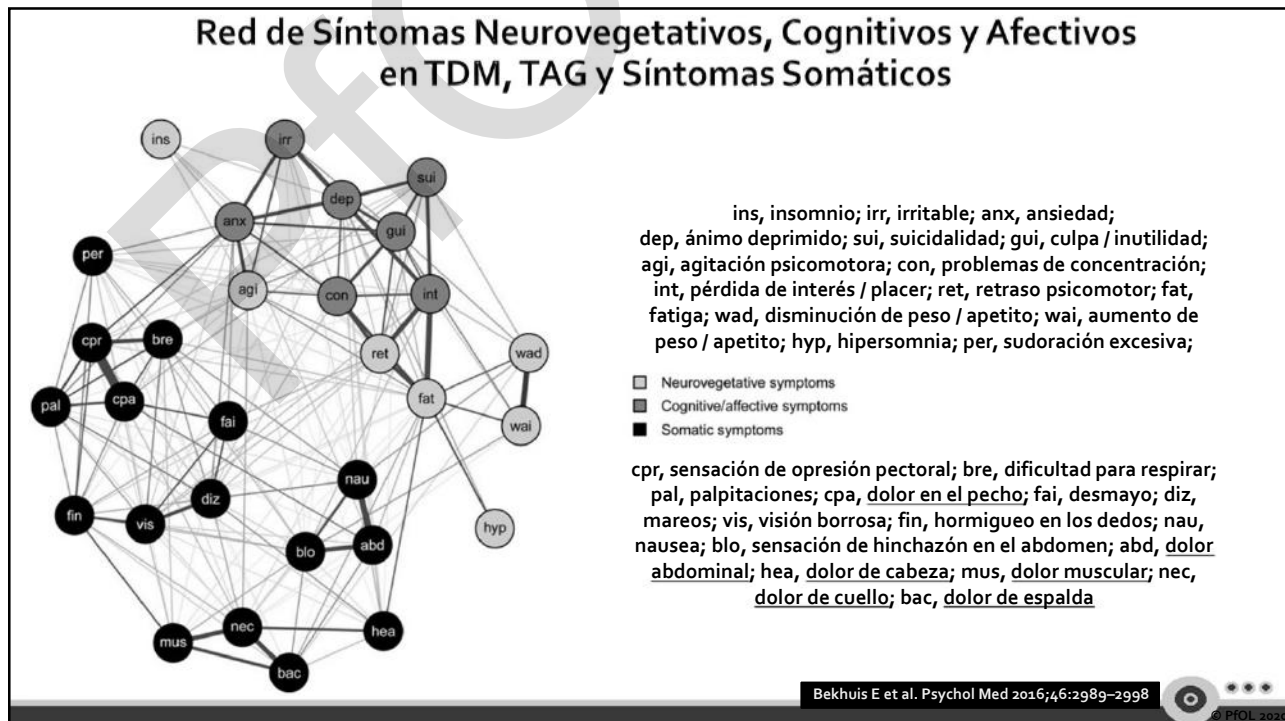 Red de Síntomas Neurovegetativos, Cognitivos y Afectivos
en TDM, TAG y Síntomas Somáticos
ins
irr
sui
dep
anx
gui
per
agi
con
int
cpr
bre
ret
wad
pal
cpa
fat
fai
wai
nau
diz
fin
vis
hyp
blo
abd
nec
hea
mus
bac
ins, insomnio; irr, irritable; anx, ansiedad;
dep, ánimo deprimido; sui, suicidalidad; gui, culpa / inutilidad;
agi, agitación psicomotora; con, problemas de concentración;
int, pérdida de interés / placer; ret, retraso psicomotor; fat,
fatiga; wad, disminución de peso / apetito; wai, aumento de
peso / apetito; hyp, hipersomnia; per, sudoración excesiva;
Neurovegetative symptoms
Cognitive/affective symptoms
Somatic symptoms
cpr, sensación de opresión pectoral; bre, dificultad para respirar;
pal, palpitaciones; cpa, dolor en el pecho; fai, desmayo; diz,
mareos; vis, visión borrosa; fin, hormigueo en los dedos; nau,
nausea; blo, sensación de hinchazón en el abdomen; abd, dolor
abdominal; hea, dolor de cabeza; mus, dolor muscular; nec,
dolor de cuello; bac, dolor de espalda
Bekhuis E et al. Psychol Med 2016;46:2989–2998
© PfOL